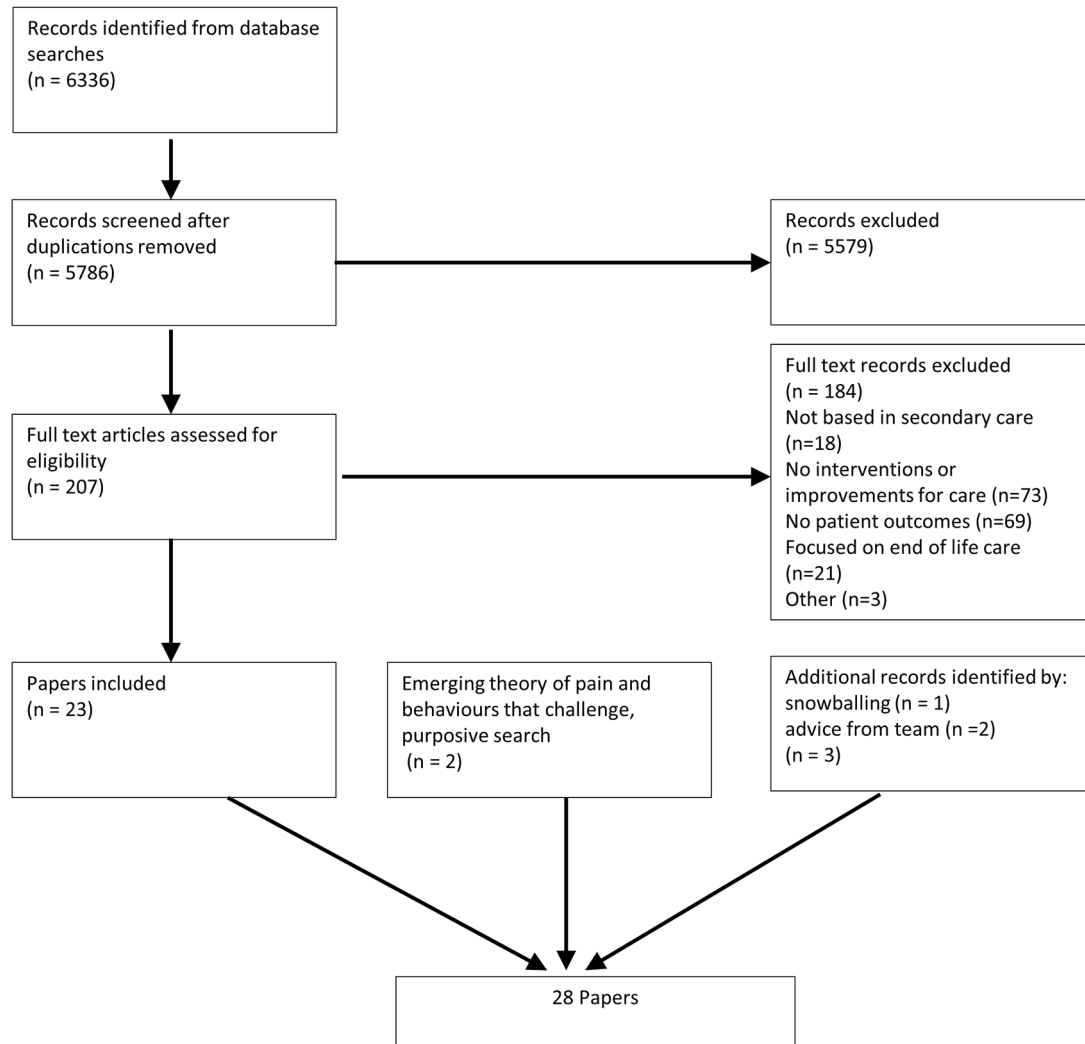 Records identified from database
searches
(n = 6336)
Records screened after
duplications removed
(n = 5786)
Records excluded
(n = 5579)
Full text articles assessed for
eligibility
(n = 207)
Full text records excluded
(n = 184)
Not based in secondary care
(n=18)
No interventions or
improvements for care (n=73)
No patient outcomes (n=69)
Focused on end of life care
(n=21)
Other (n=3)
Papers included
(n = 23)
Emerging theory of pain and
behaviours that challenge,
purposive search
(n = 2)
Additional records identified by:
snowballing (n = 1)
advice from team (n =2)
(n = 3)
28 Papers